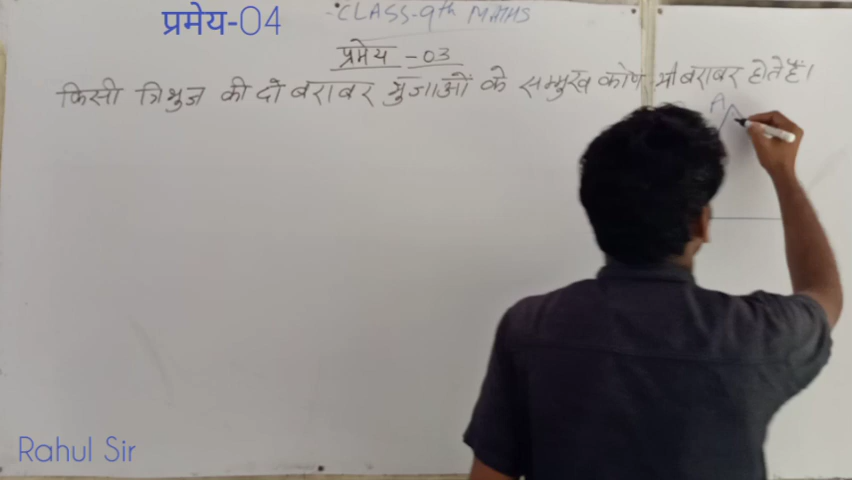 प्रमेय-04
-CLASS-9th MATHS
प्रमेय -03
किसी त्रिभुज की दो बराबर भुजाओं के सम्मुख कोण भी बराबर होते हैं।
A
Rahul Sir